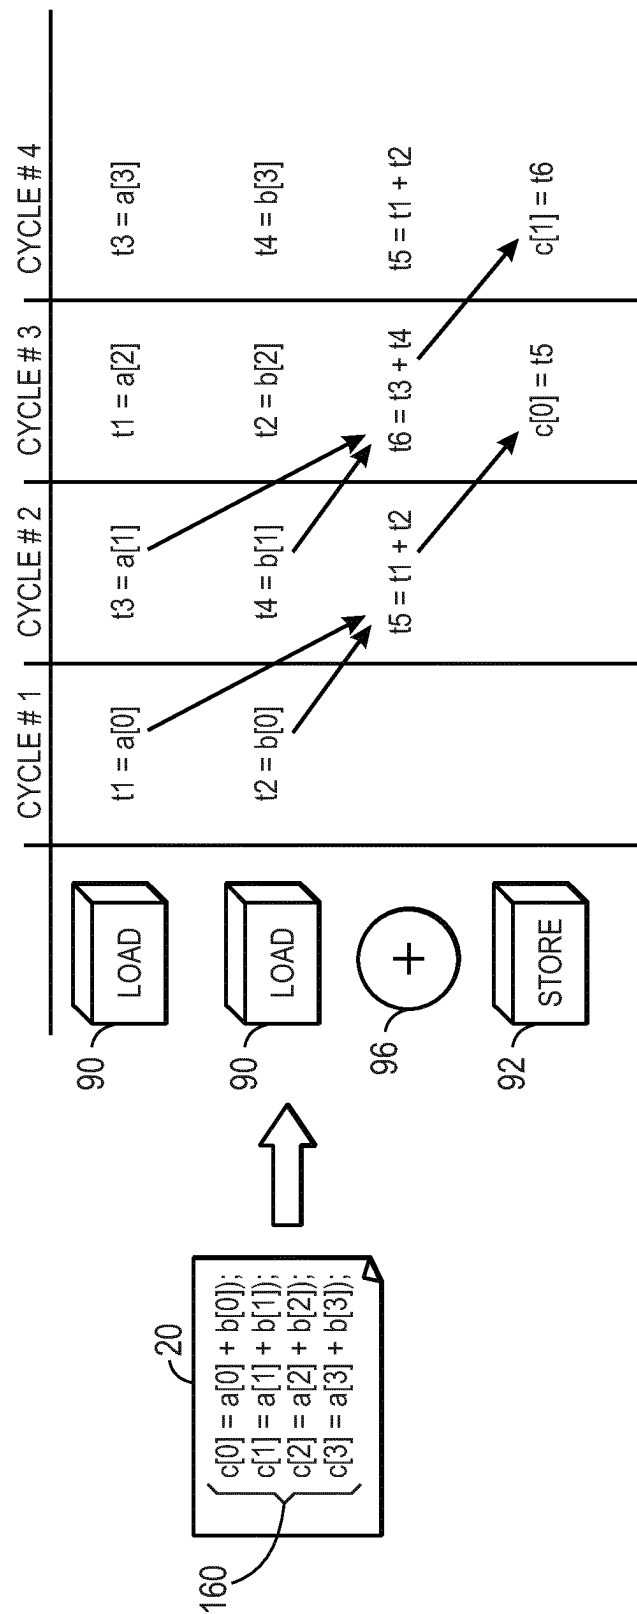 CYCLE # 1
CYCLE # 2
CYCLE # 3
CYCLE # 4
20
c[0] = a[0] + b[0]);
c[1] = a[1] + b[1]);
c[2] = a[2] + b[2]);
c[3] = a[3] + b[3]);
160
90
LOAD
t1 = a[0]
t3 = a[1]
t1 = a[2]
t3 = a[3]
90
LOAD
t2 = b[0]
t4 = b[1]
t2 = b[2]
t4 = b[3]
96
+
t5 = t1 + t2
t6 = t3 + t4
t5 = t1 + t2
92
STORE
c[0] = t5
c[1] = t6